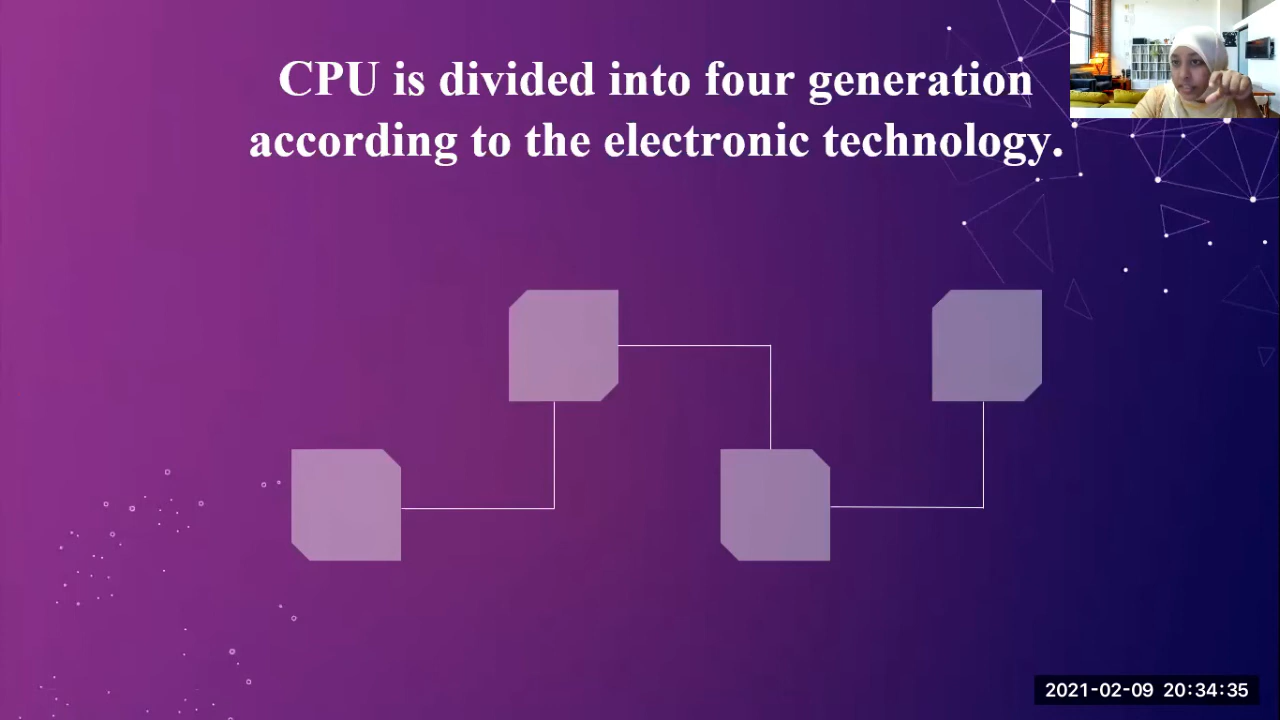 CPU is divided into four generation
according to the electronic technology.
2021-02-09 20:34:35